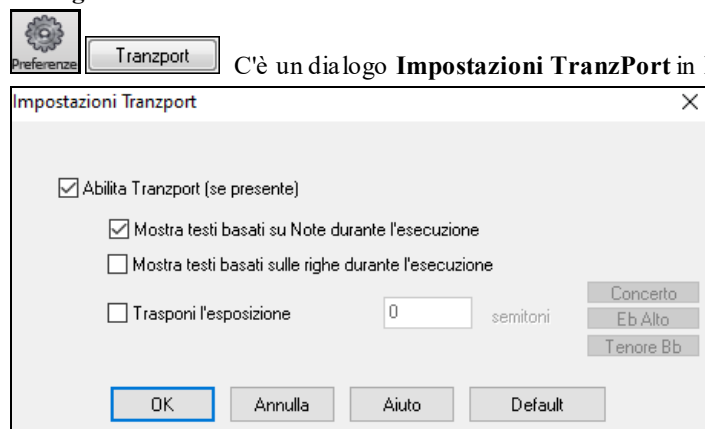 Preferenze Tranzport C'è un dialogo Impostazioni TranzPort in
Impostazioni Tranzport
Abilita Tranzport (se presente)
Mostra testi basati su Note durante l'esecuzione
Mostra testi basati sulle righe durante l'esecuzione
Trasponi l'esposizione 0 semitoni
Concerto
Eb Alto
Tenore Bb
OK Annulla Aiuto Default